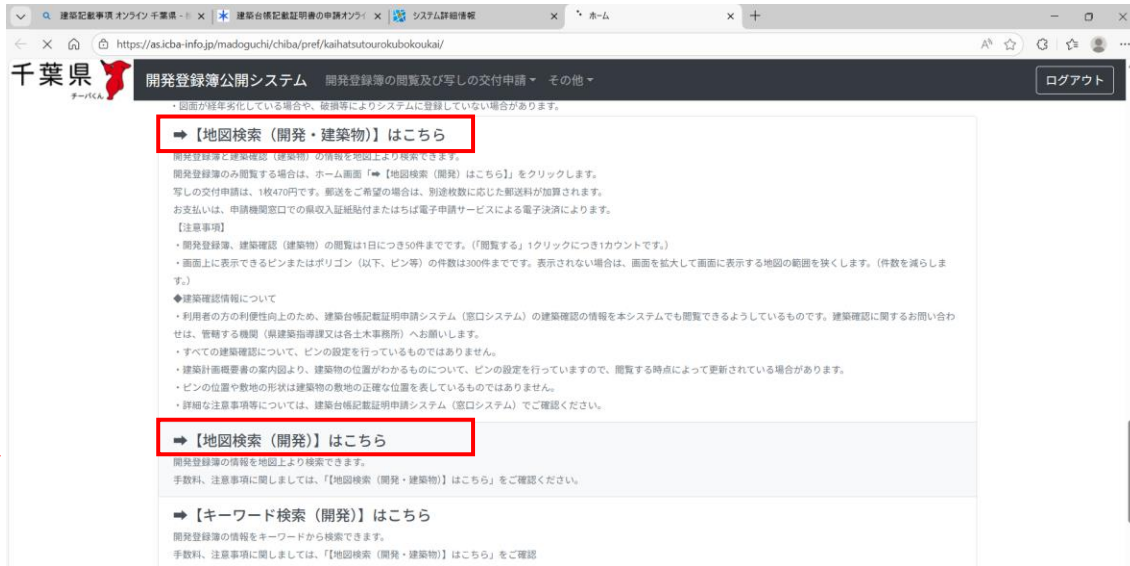 建築記載事項 オンライン 千葉県 -
建築台帳記載証明書の申請オンライ
システム詳細情報
ホーム
https://as.icba-info.jp/madoguchi/chiba/pref/kaihatsutourokubokoukai/
千葉県
チーバくん
開発登録簿公開システム 開発登録簿の閲覧及び写しの交付申請 その他
ログアウト
・図面が経年劣化している場合や、破損等によりシステムに登録していない場合があります。
➡【地図検索（開発・建築物）】はこちら
開発登録簿と建築確認（建築物）の情報を地図上より検索できます。
開発登録簿のみ閲覧する場合は、ホーム画面「➡【地図検索（開発）はこちら】」をクリックします。
写しの交付申請は、1枚470円です。郵送をご希望の場合は、別途枚数に応じた郵送料が加算されます。
お支払いは、申請機関窓口での県収入証紙貼付またはちば電子申請サービスによる電子決済によります。
【注意事項】
・開発登録簿、建築確認（建築物）の閲覧は1日につき50件までです。（「閲覧する」1クリックにつき1カウントです。）
・画面上に表示できるピンまたはポリゴン（以下、ピン等）の件数は300件までです。表示されない場合は、画面を拡大して画面に表示する地図の範囲を狭くします。（件数を減らしま
す。）
◆建築確認情報について
・利用者の方の利便性向上のため、建築台帳記載証明申請システム（窓口システム）の建築確認の情報を本システムでも閲覧できるようしているものです。建築確認に関するお問い合わ
せは、管轄する機関（県建築指導課又は各土木事務所）へお願いします。
・すべての建築確認について、ピンの設定を行っているものではありません。
・建築計画概要書の案内図より、建築物の位置がわかるものについて、ピンの設定を行っていますので、閲覧する時点によって更新されている場合があります。
・ピンの位置や敷地の形状は建築物の敷地の正確な位置を表しているものではありません。
・詳細な注意事項等については、建築台帳記載証明申請システム（窓口システム）でご確認ください。
➡【地図検索（開発）】はこちら
開発登録簿の情報を地図上より検索できます。
手数料、注意事項に関しましては、「【地図検索（開発・建築物）】はこちら」をご確認ください。
➡【キーワード検索（開発）】はこちら
開発登録簿の情報をキーワードから検索できます。
手数料、注意事項に関しましては、「【地図検索（開発・建築物）】はこちら」をご確認